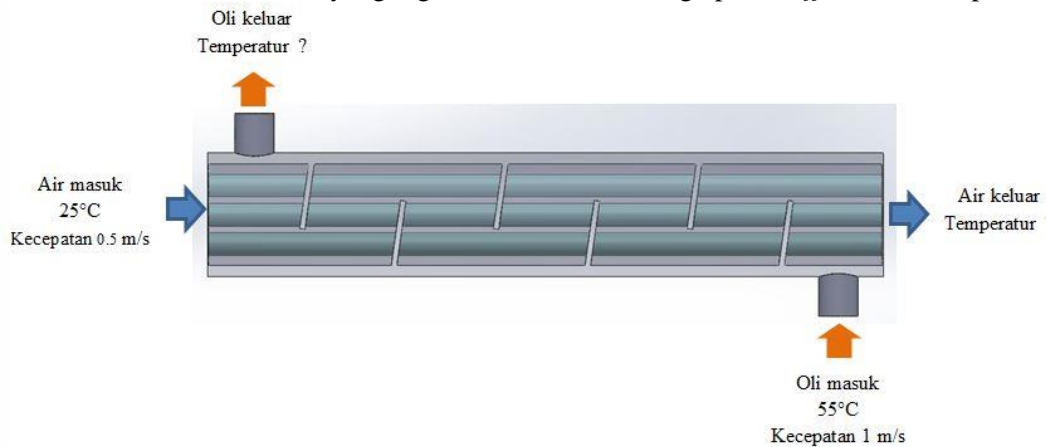 Oli keluar
Temperatur ?
Air masuk
25°C
Kecepatan 0.5 m/s
Air keluar
Temperatur
Oli masuk
55°C
Kecepatan 1 m/s